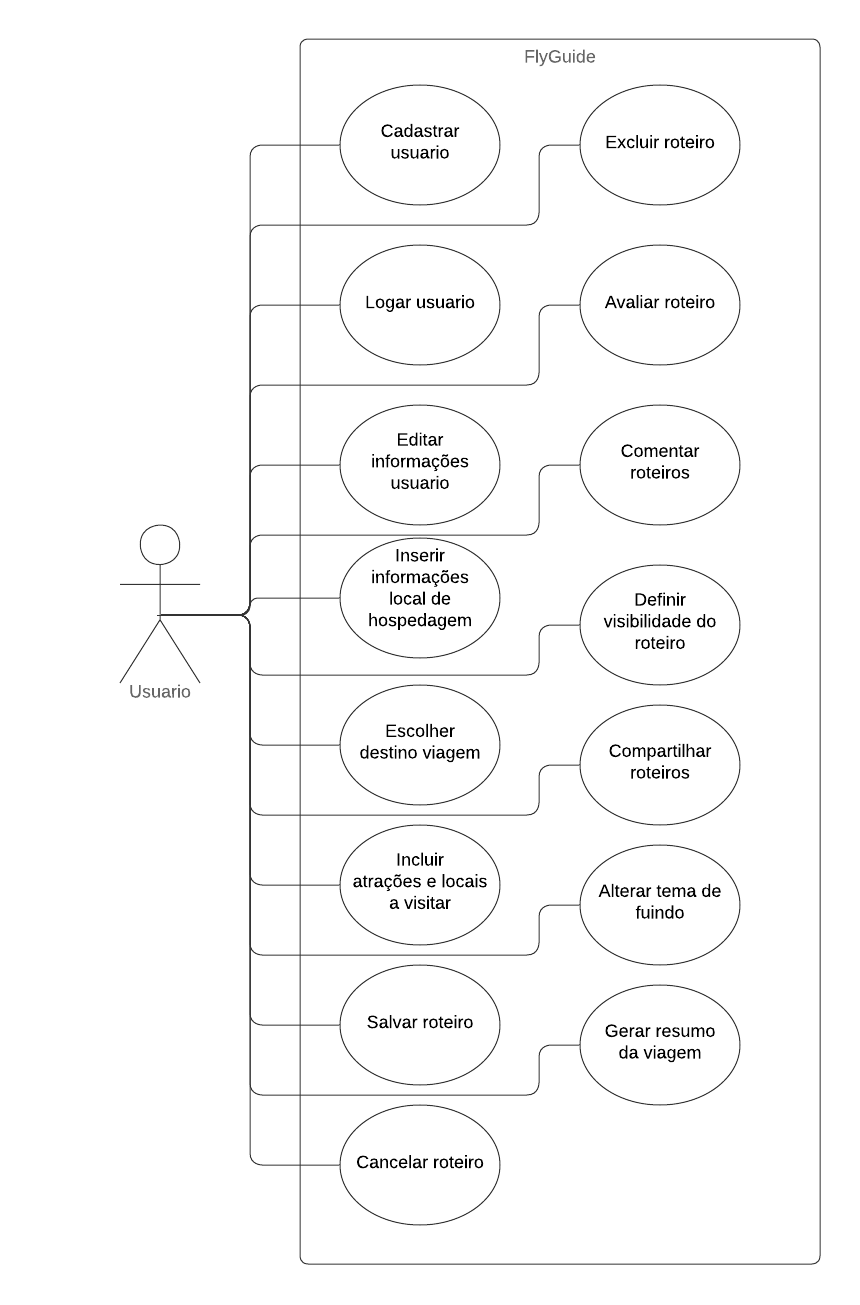 FlyGuide
Cadastrar
usuario
Excluir roteiro
Logar usuario
Avaliar roteiro
Editar
informações
usuario
Comentar
roteiros
Inserir
informações
local de
hospedagem
Definir
visibilidade do
roteiro
Usuario
Escolher
destino viagem
Compartilhar
roteiros
Incluir
atrações e locais
a visitar
Alterar tema de
fuindo
Salvar roteiro
Gerar resumo
da viagem
Cancelar roteiro